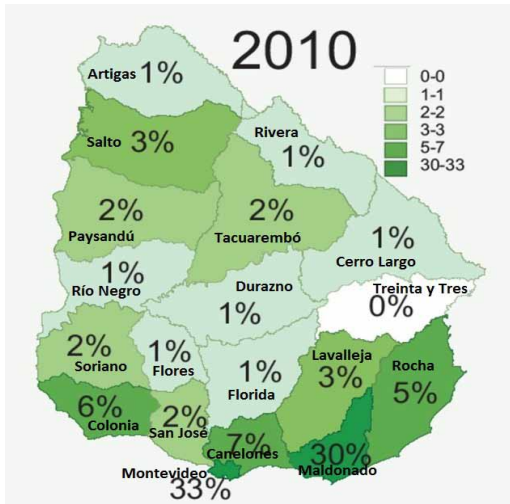 2010
Artigas 1%
0-0
1-1
2-2
3-3
5-7
30-33
Salto 3%
Rivera
1%
2%
Paysandú
2%
Tacuarembó
1%
Cerro Largo
1%
Río Negro
Durazno
1%
Treinta y Tres
0%
2%
Soriano
1%
Flores
1%
Florida
Lavalleja
3%
Rocha
5%
6%
Colonia
2%
San José
7%
Canelones
30%
Maldonado
Montevideo
33%